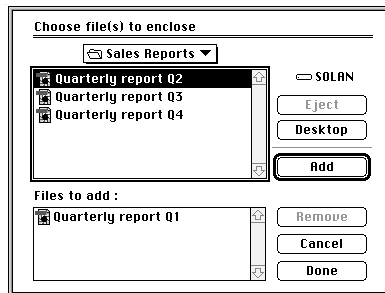 Choose file(s) to enclose
Sales Reports
Quarterly report Q2
Quarterly report Q3
Quarterly report Q4
SOLAN
Eject
Desktop
Add
Files to add :
Quarterly report Q1
Remove
Cancel
Done